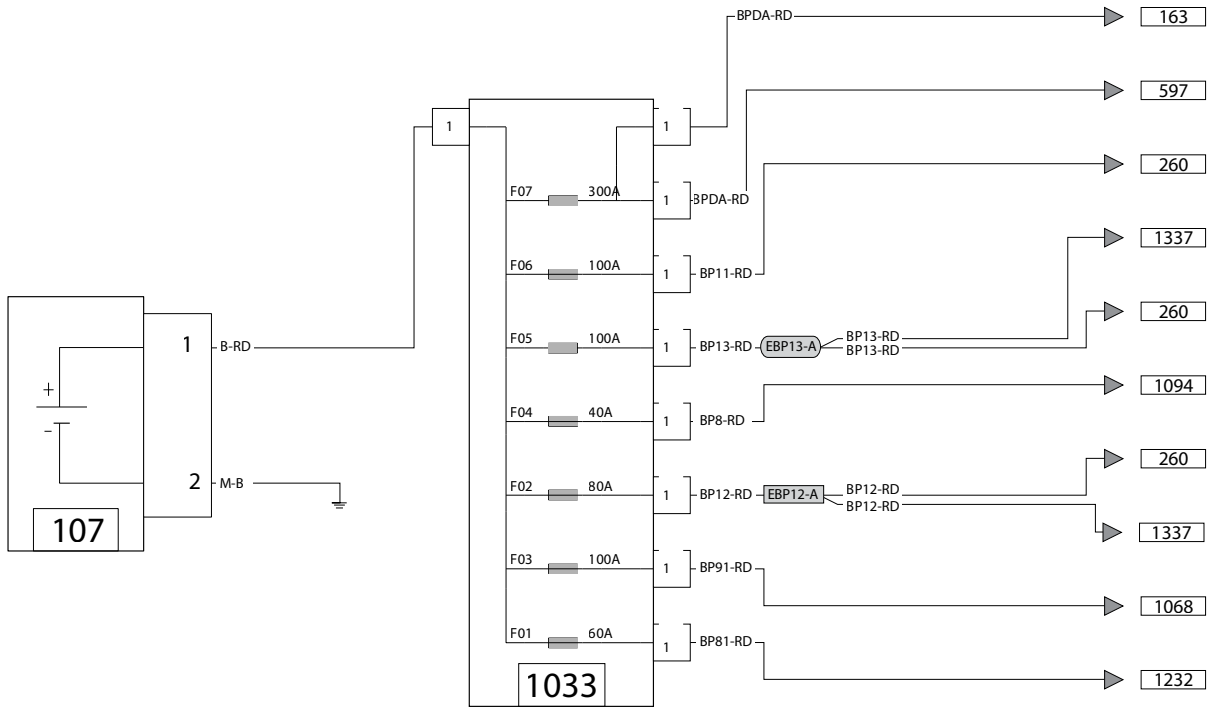 BPDA-RD 163
597
1 1
F07 300A 1 BPDA-RD
260
F06 100A 1 BP11-RD
1337
1 B-RD
F05 100A 1 BP13-RD EBP13-A BP13-RD
BP13-RD
260
+
-
F04 40A 1 BP8-RD
1094
260
2 M-B
F02 80A 1 BP12-RD EBP12-A BP12-RD
BP12-RD
107
1337
F03 100A 1 BP91-RD
1068
F01 60A 1 BP81-RD
1033
1232